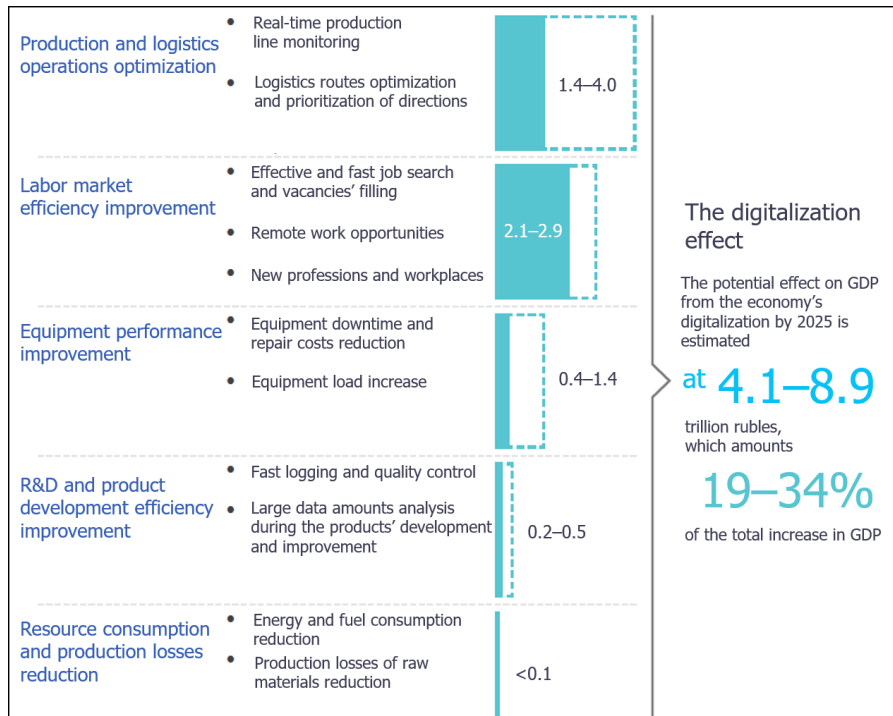 Production and logistics
operations optimization
• Real-time production
line monitoring
• Logistics routes optimization
and prioritization of directions
1.4–4.0
Labor market
efficiency improvement
• Effective and fast job search
and vacancies’ filling
• Remote work opportunities
• New professions and workplaces
2.1–2.9
Equipment performance
improvement
• Equipment downtime and
repair costs reduction
• Equipment load increase
0.4–1.4
R&D and product
development efficiency
improvement
• Fast logging and quality control
• Large data amounts analysis
during the products’ development
and improvement
0.2–0.5
Resource consumption
and production losses
reduction
• Energy and fuel consumption
reduction
• Production losses of raw
materials reduction
<0.1
The digitalization
effect
The potential effect on GDP
from the economy’s
digitalization by 2025 is
estimated
at 4.1–8.9
trillion rubles,
which amounts
19–34%
of the total increase in GDP